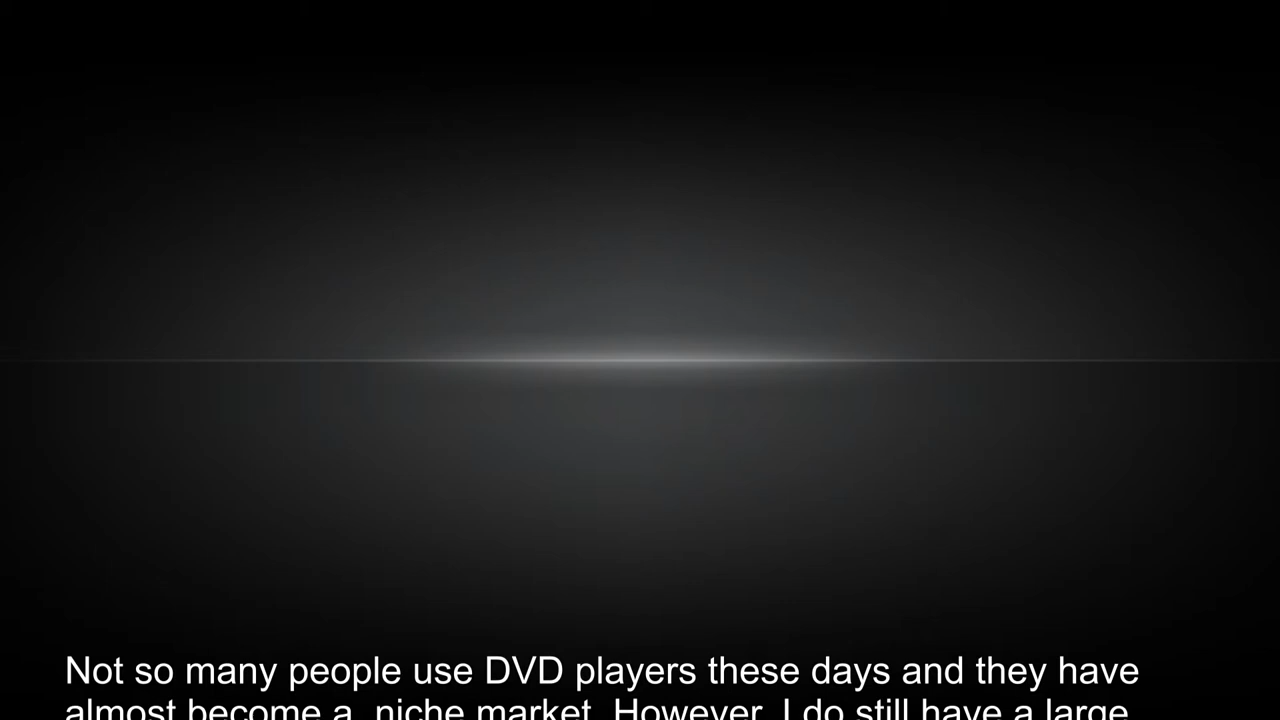 Not so many people use DVD players these days and they have
almost become a  niche market. However, I do still have a large